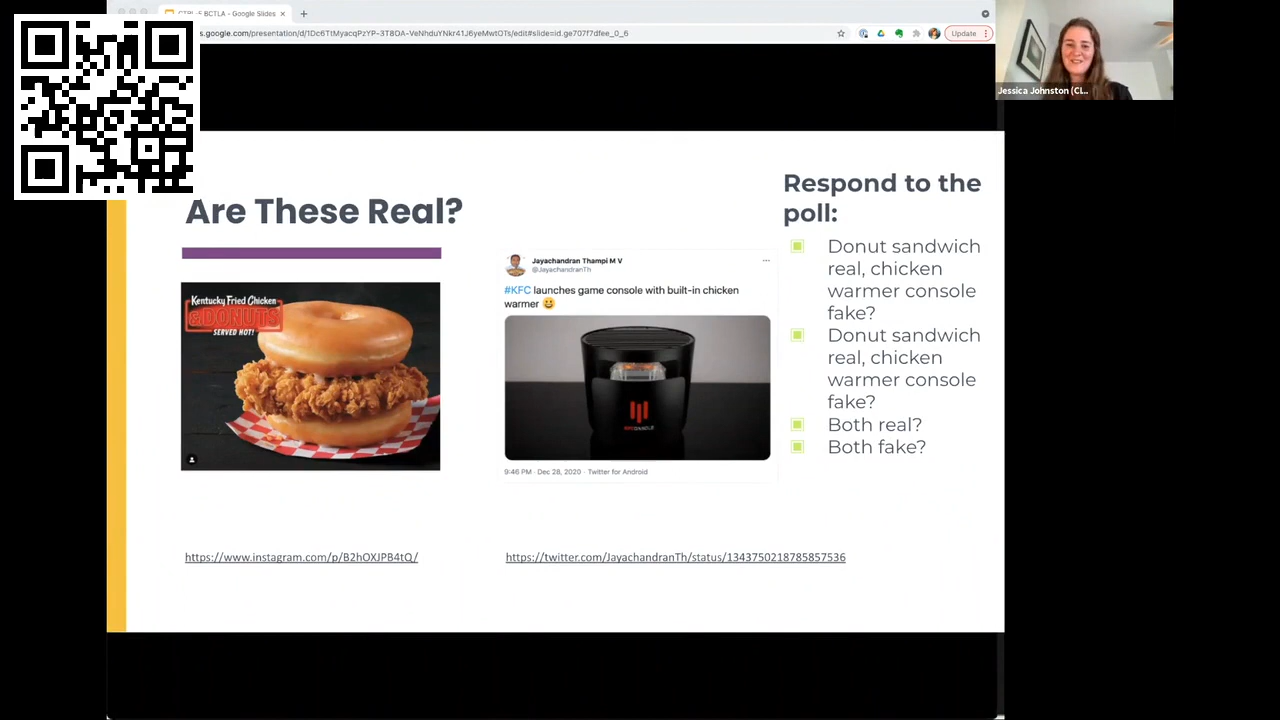 CTRL-F BCTLA - Google Slides
s.google.com/presentation/d/1Dc6TtMyacqPzYP-3T8OA-VeNhduYNkr41J6yeMwtOTs/edit#slide=id.ge707f7dfee_0_6
Update
Jessica Johnston (Ci...
Are These Real?
Kentucky Fried Chicken
& DONUTS
SERVED HOT!
Jayachandran Thampi M V
@JayachandranTh
#KFC launches game console with built-in chicken
warmer 😀
9:46 PM · Dec 28, 2020 · Twitter for Android
https://www.instagram.com/p/B2hOXJPB4tQ/
https://twitter.com/JayachandranTh/status/1343750218785857536
Respond to the
poll:
Donut sandwich
real, chicken
warmer console
fake?
Donut sandwich
real, chicken
warmer console
fake?
Both real?
Both fake?